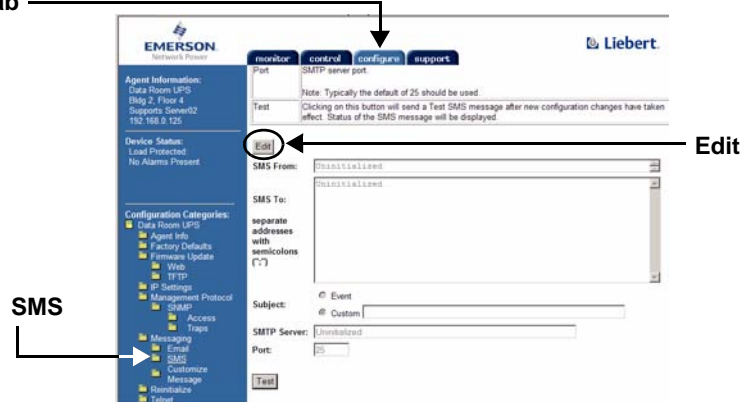 ab
EMERSON
Network Power
Liebert.
monitor control configure support
Agent Information:
Data Room UPS
Bldg 2, Floor 4
Supports Server02
192.168.0.125
Device Status:
Load Protected
No Alarms Present
Configuration Categories:
Data Room UPS
Agent Info
Factory Defaults
Firmware Update
Web
TFTP
IP Settings
Management Protocol
SNMP
Access
Traps
Messaging
Email
SMS
Customize
Message
Reinitialize
Telnet
Port SMTP server port.
Note: Typically the default of 25 should be used.
Test Clicking on this button will send a Test SMS message after new configuration changes have taken
effect. Status of the SMS message will be displayed.
Edit
Edit
SMS From: Uninitialized
SMS To: Uninitialized
separate
addresses
with
semicolons
(";")
Subject: Event
Custom
SMTP Server: Uninitialized
Port: 25
Test
SMS